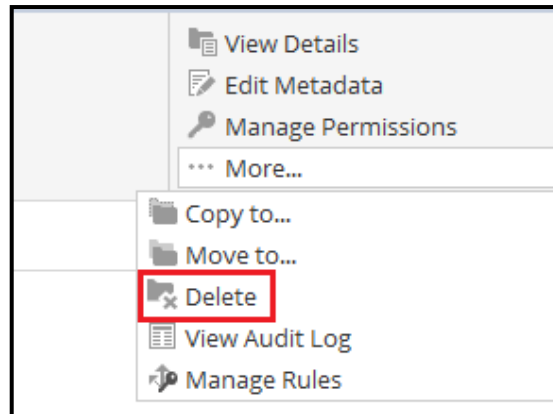 View Details
Edit Metadata
Manage Permissions
More...
Copy to...
Move to...
Delete
View Audit Log
Manage Rules